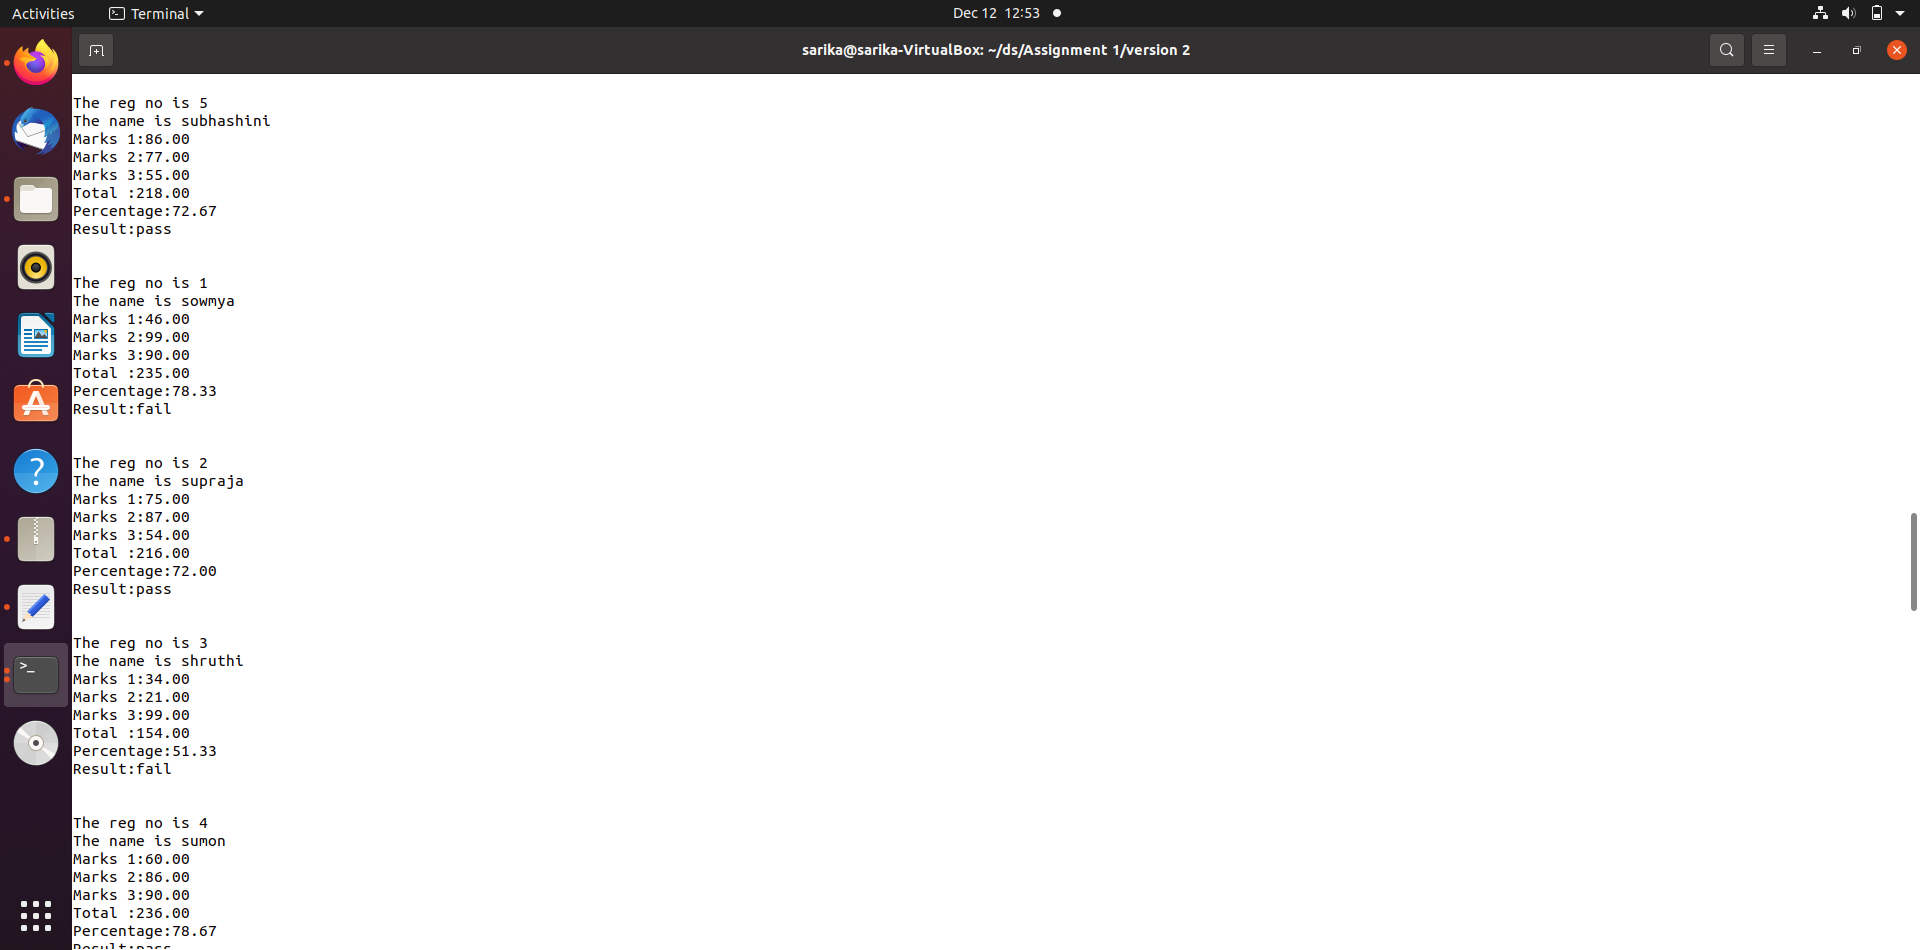 Activities
Terminal
Dec 12 12:53
sarika@sarika-VirtualBox: ~/ds/Assignment 1/version 2
The reg no is 5
The name is subhashini
Marks 1:86.00
Marks 2:77.00
Marks 3:55.00
Total :218.00
Percentage:72.67
Result:pass
The reg no is 1
The name is sowmya
Marks 1:46.00
Marks 2:99.00
Marks 3:90.00
Total :235.00
Percentage:78.33
Result:fail
The reg no is 2
The name is supraja
Marks 1:75.00
Marks 2:87.00
Marks 3:54.00
Total :216.00
Percentage:72.00
Result:pass
The reg no is 3
The name is shruthi
Marks 1:34.00
Marks 2:21.00
Marks 3:99.00
Total :154.00
Percentage:51.33
Result:fail
The reg no is 4
The name is sumon
Marks 1:60.00
Marks 2:86.00
Marks 3:90.00
Total :236.00
Percentage:78.67
Result:pass